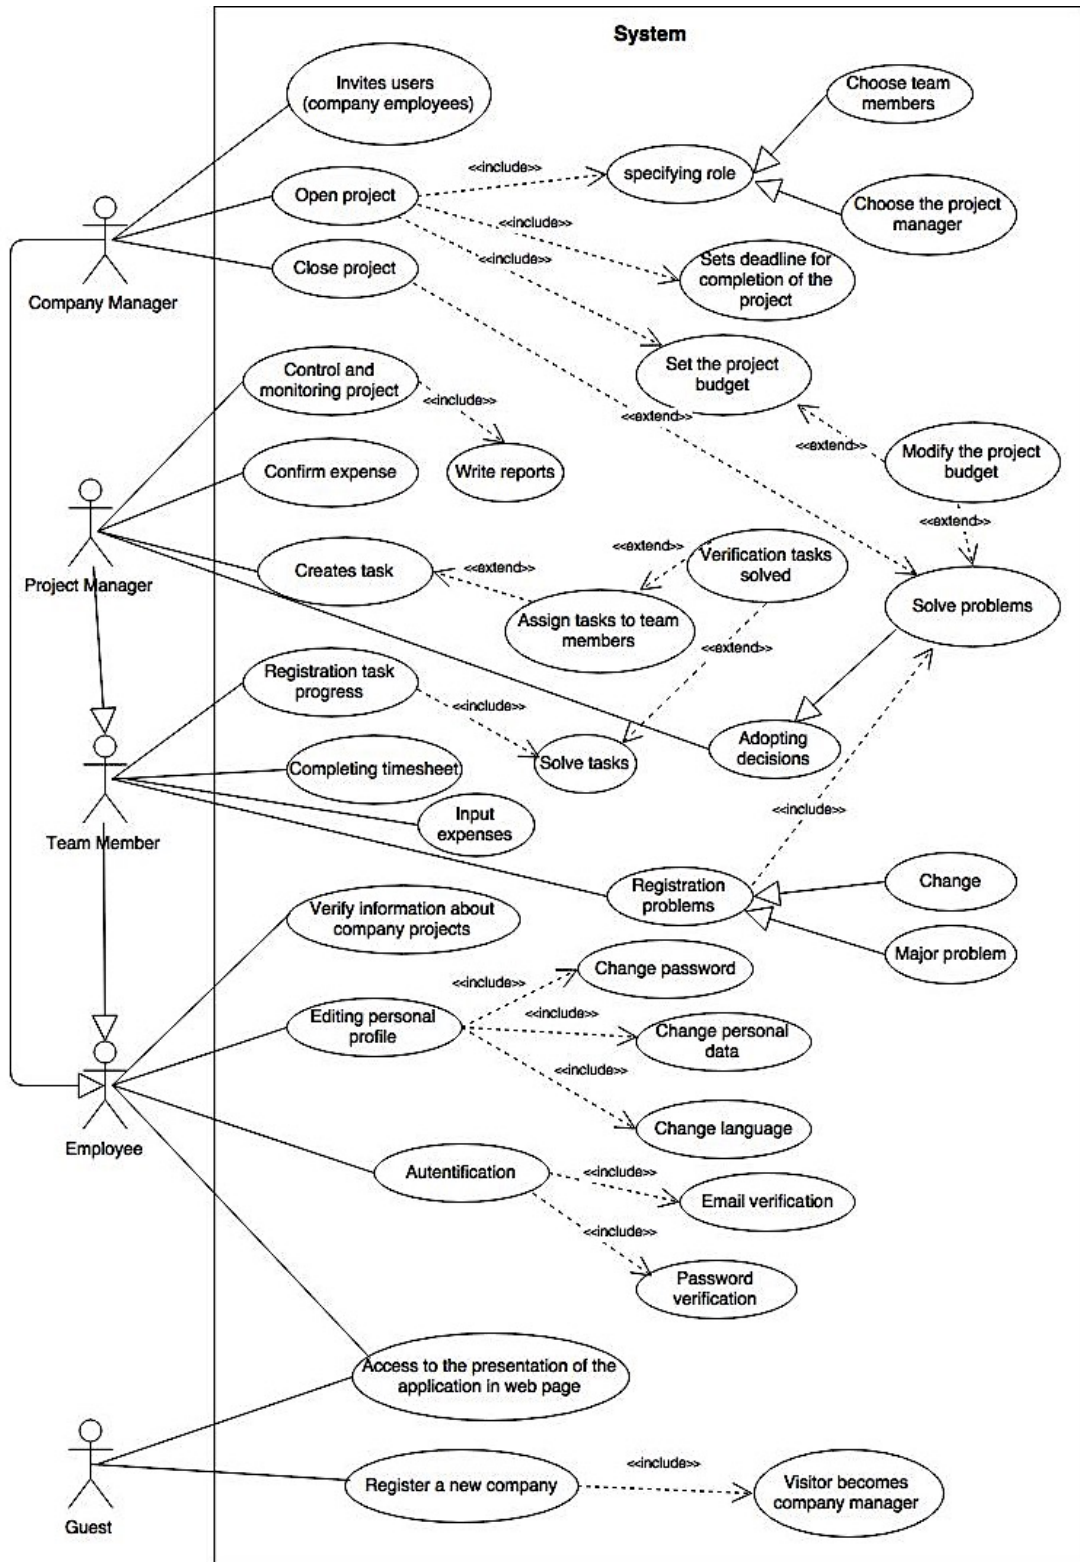 System
Invites users
(company employees)
Choose team
members
<<include>>
specifying role
Open project
<<include>>
Choose the project
manager
<<include>>
Close project
Sets deadline for
completion of the
project
Company Manager
Control and
monitoring project
Set the project
budget
<<include>>
<<extend>>
<<extend>>
Modify the project
budget
Confirm expense
Write reports
<<extend>>
Project Manager
Creates task
<<extend>>
<<extend>>
Verification tasks
solved
Assign tasks to team
members
Solve problems
<<extend>>
Registration task
progress
<<include>>
Solve tasks
Adopting
decisions
Completing timesheet
Input
expenses
<<include>>
Team Member
Registration
problems
Change
Major problem
Verify information about
company projects
Change password
<<include>>
Editing personal
profile
<<include>>
Change personal
data
<<include>>
Change language
Employee
Autentification
<<include>>
Email verification
<<include>>
Password
verification
Access to the presentation of the
application in web page
Guest
Register a new company
<<include>>
Visitor becomes
company manager